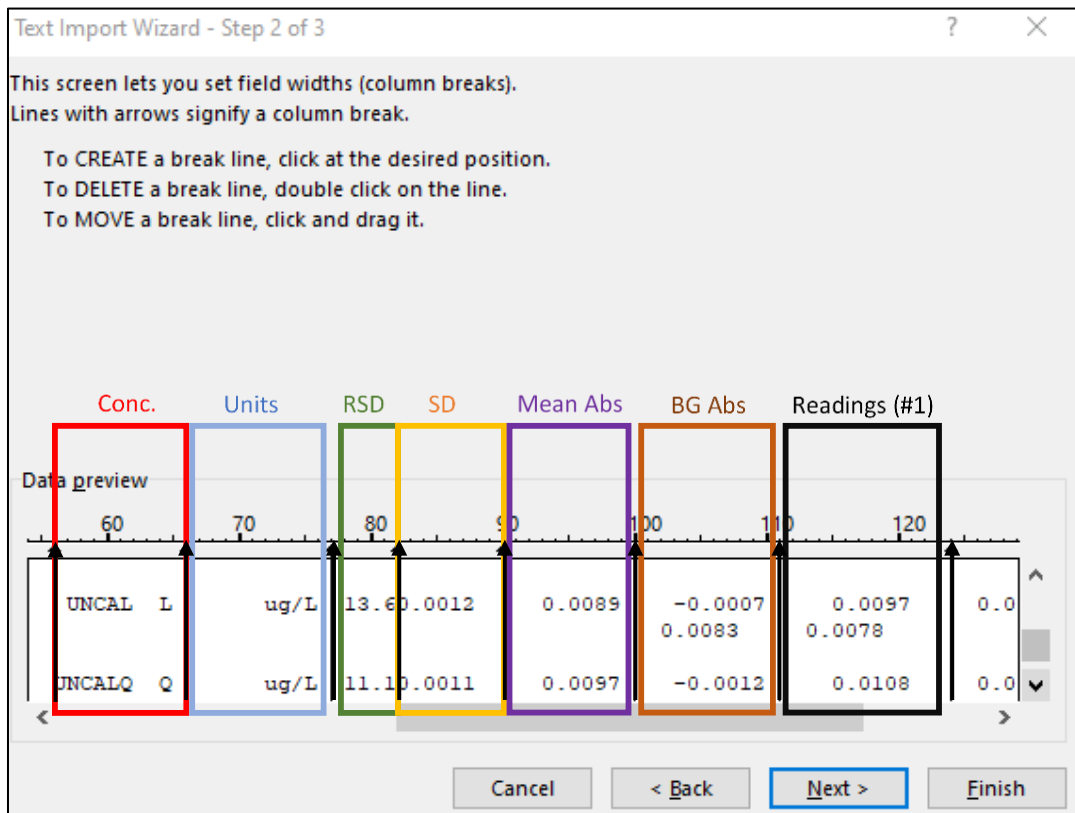 Text Import Wizard - Step 2 of 3 ?
This screen lets you set field widths (column breaks).
Lines with arrows signify a column break.
To CREATE a break line, click at the desired position.
To DELETE a break line, double click on the line.
To MOVE a break line, click and drag it.
Conc. Units RSD SD Mean Abs BG Abs Readings (#1)
Data preview
60 70 80 90 100 110 120
UNCAL L ug/L 13.60.0012 0.0089 -0.0007 0.0097 0.0
0.0083 0.0078
UNCALQ Q ug/L 11.10.0011 0.0097 -0.0012 0.0108 0.0
Cancel < Back Next > Finish